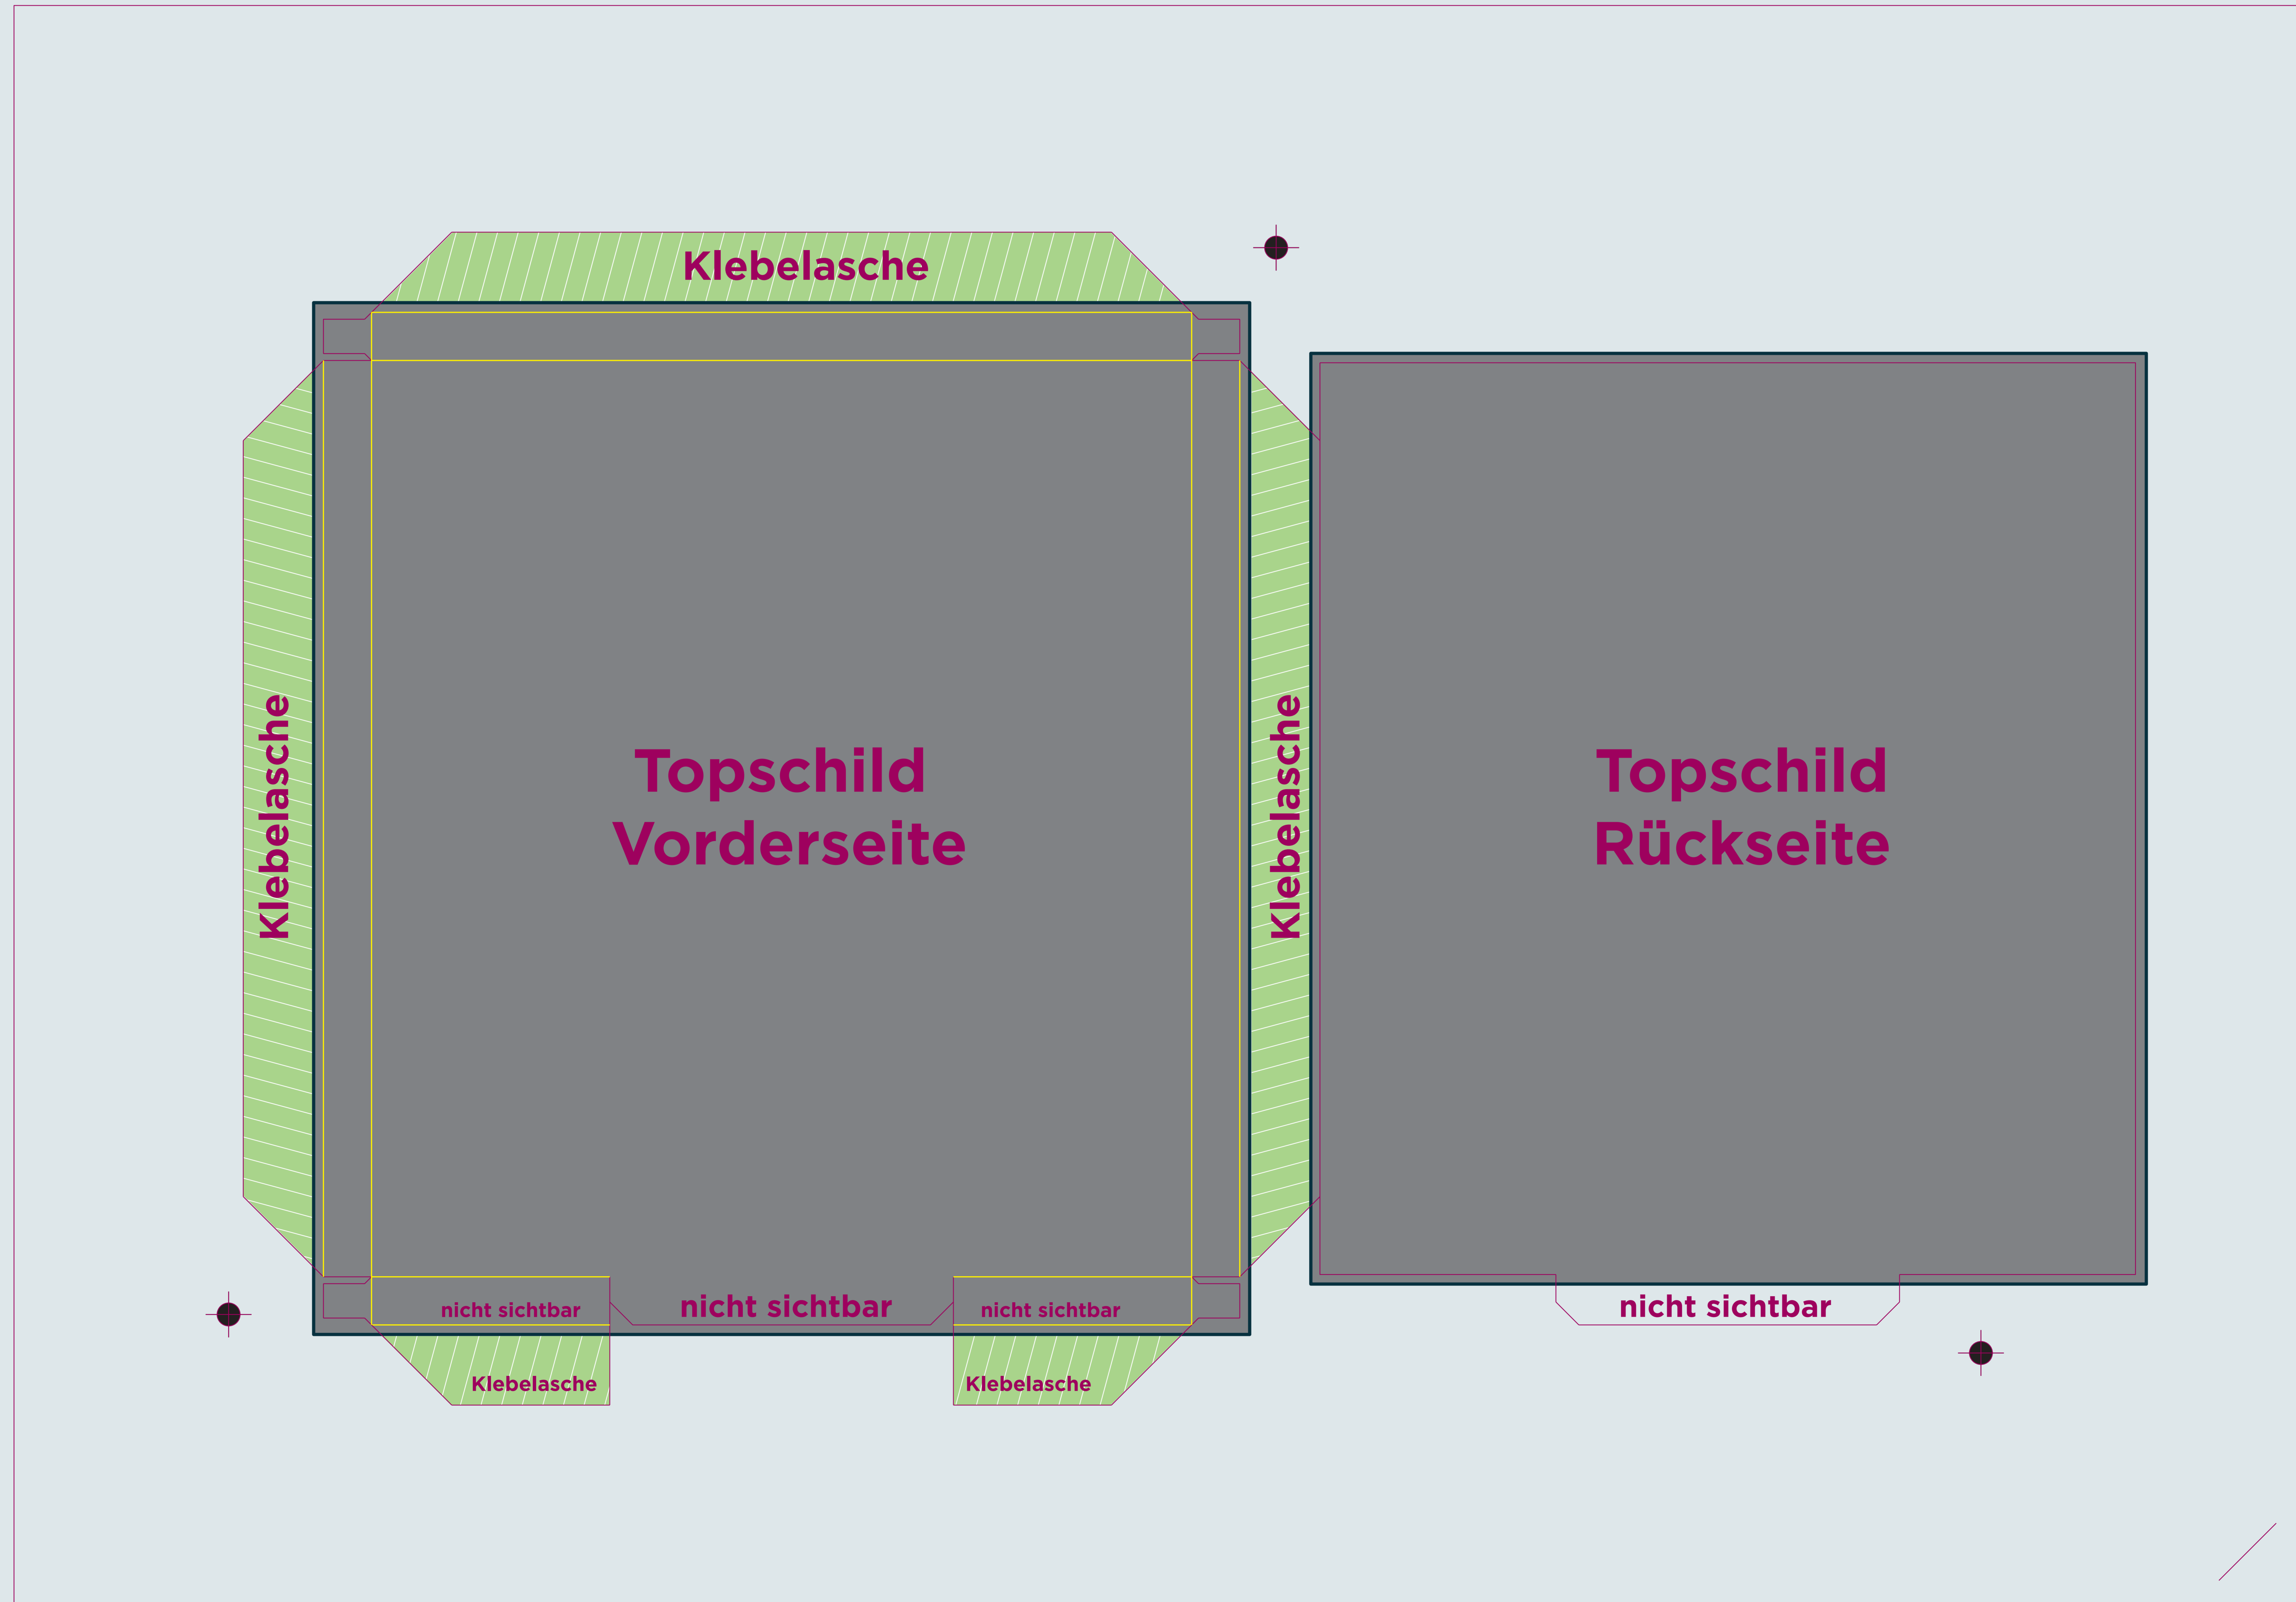 Klebelasche
Klebelasche
Topschild
Vorderseite
Klebelasche
Topschild
Rückseite
nicht sichtbar
nicht sichtbar
nicht sichtbar
nicht sichtbar
Klebelasche
Klebelasche